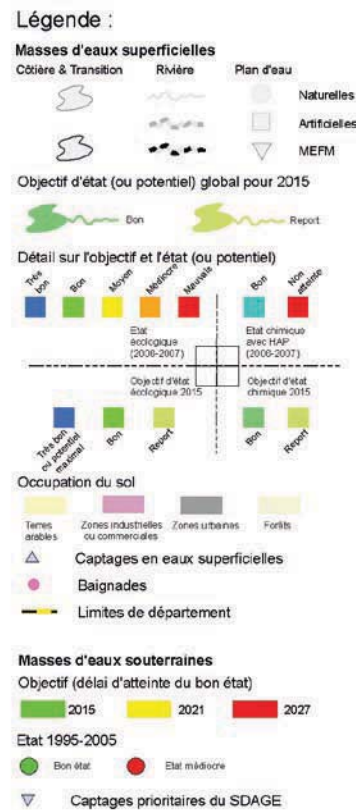 Légende :
Masses d'eaux superficielles
Côtière & Transition Rivière Plan d'eau
Naturelles
Artificielles
MEFM
Objectif d'état (ou potentiel) global pour 2015
Bon Report
Détail sur l'objectif et l'état (ou potentiel)
Très bon Bon Moyen Médiocre Mauvais Bon Non atteinte
Etat écologique (2006-2007) Etat chimique avec HAP (2006-2007)
Objectif d'état écologique 2015 Objectif d'état chimique 2015
Très bon ou potentiel maximal Bon Report Bon Report
Occupation du sol
Terres arables Zones industrielles ou commerciales Zones urbaines Forêts
Captages en eaux superficielles
Baignades
Limites de département
Masses d'eaux souterraines
Objectif (délai d'atteinte du bon état)
2015 2021 2027
Etat 1995-2005
Bon état Etat médiocre
Captages prioritaires du SDAGE